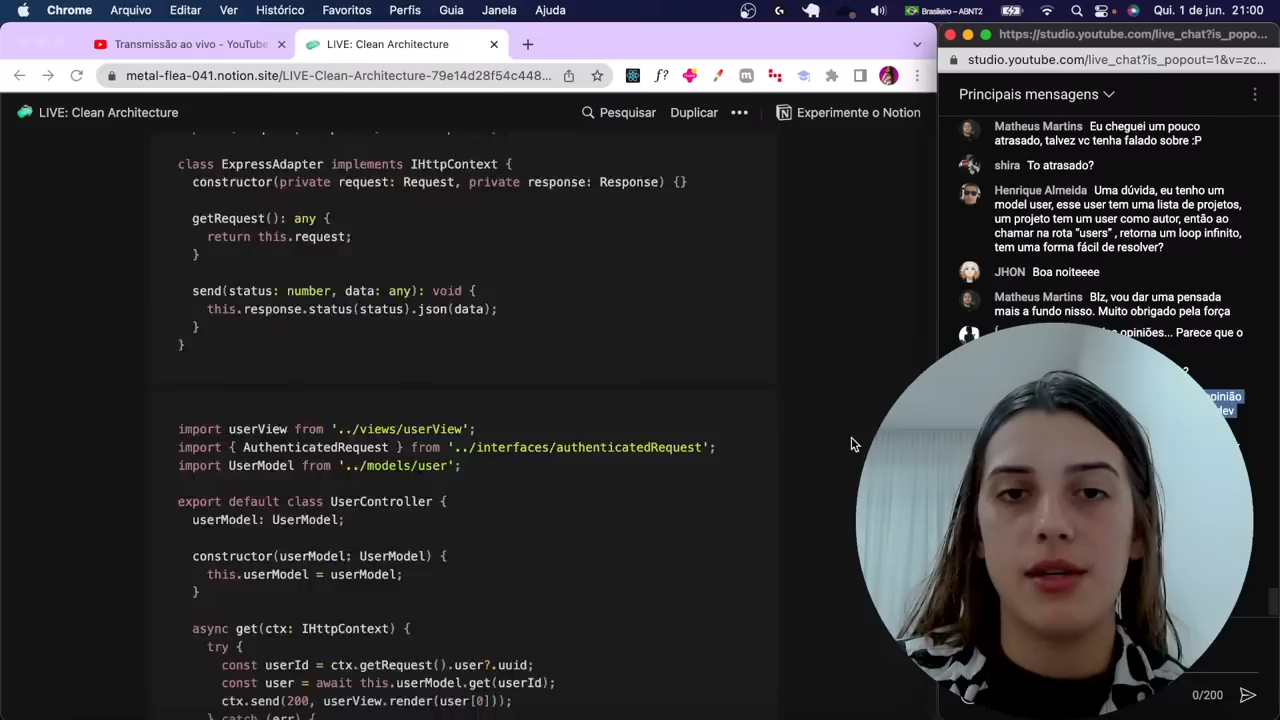 Chrome Arquivo Editar Ver Histórico Favoritos Perfis Guia Janela Ajuda
Brasileiro – ABNT2
Qui. 1 de jun. 21:00
Transmissão ao vivo - YouTube
LIVE: Clean Architecture
metal-flear-041.notion.site/LIVE-Clean-Architecture-79e14d28f54c448...
LIVE: Clean Architecture
Pesquisar Duplicar ••• Experimente o Notion
class ExpressAdapter implements IHttpContext {
constructor(private request: Request, private response: Response) {}
getRequest(): any {
return this.request;
}
send(status: number, data: any): void {
this.response.status(status).json(data);
}
}
import userView from '../views/userView';
import { AuthenticatedRequest } from '../interfaces/authenticatedRequest';
import UserModel from '../models/user';
export default class UserController {
userModel: UserModel;
constructor(userModel: UserModel) {
this.userModel = userModel;
}
async get(ctx: IHttpContext) {
try {
const userId = ctx.getRequest().user?.uuid;
const user = await this.userModel.get(userId);
ctx.send(200, userView.render(user[0]));
} catch (err) {
https://studio.youtube.com/live_chat?is_popo...
studio.youtube.com/live_chat?is_popout=1&v=zc...
Principais mensagens
Matheus Martins Eu cheguei um pouco
atrasado, talvez vc tenha falado sobre :P
shira To atrasado?
Henrique Almeida Uma dúvida, eu tenho um
model user, esse user tem uma lista de projetos,
um projeto tem um user como autor, então ao
chamar na rota “users” , retorna um loop infinito,
tem uma forma fácil de resolver?
JHON Boa noiteeee
Matheus Martins Blz, vou dar uma pensada
mais a fundo nisso. Muito obrigado pela força
opiniões... Parece que o
?
opinião
dev
0/200